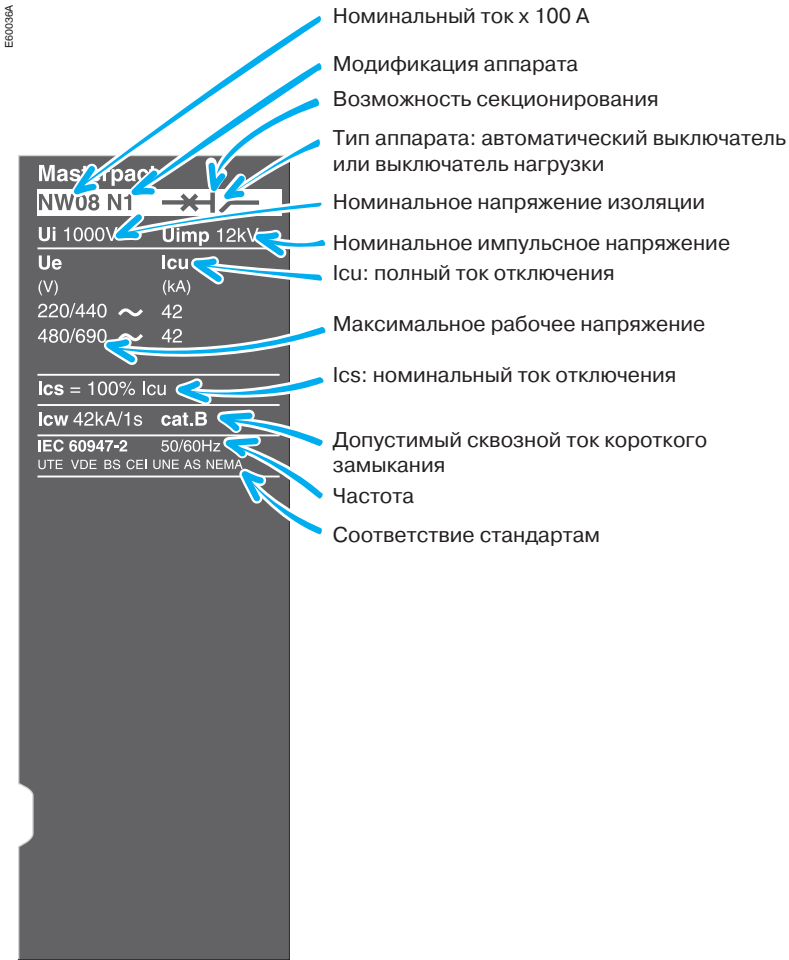 E60036A
Номинальный ток x 100 А
Модификация аппарата
Возможность секционирования
Тип аппарата: автоматический выключатель
или выключатель нагрузки
Номинальное напряжение изоляции
Номинальное импульсное напряжение
Icu: полный ток отключения
Максимальное рабочее напряжение
Ics: номинальный ток отключения
Допустимый сквозной ток короткого
замыкания
Частота
Соответствие стандартам
Masterpact
NW08 N1
Ui 1000V Uimp 12kV
Ue Icu
(V) (kA)
220/440 ~ 42
480/690 ~ 42
Ics = 100% Icu
Icw 42kA/1s cat.B
IEC 60947-2 50/60Hz
UTE VDE BS CEI UNE AS NEMA